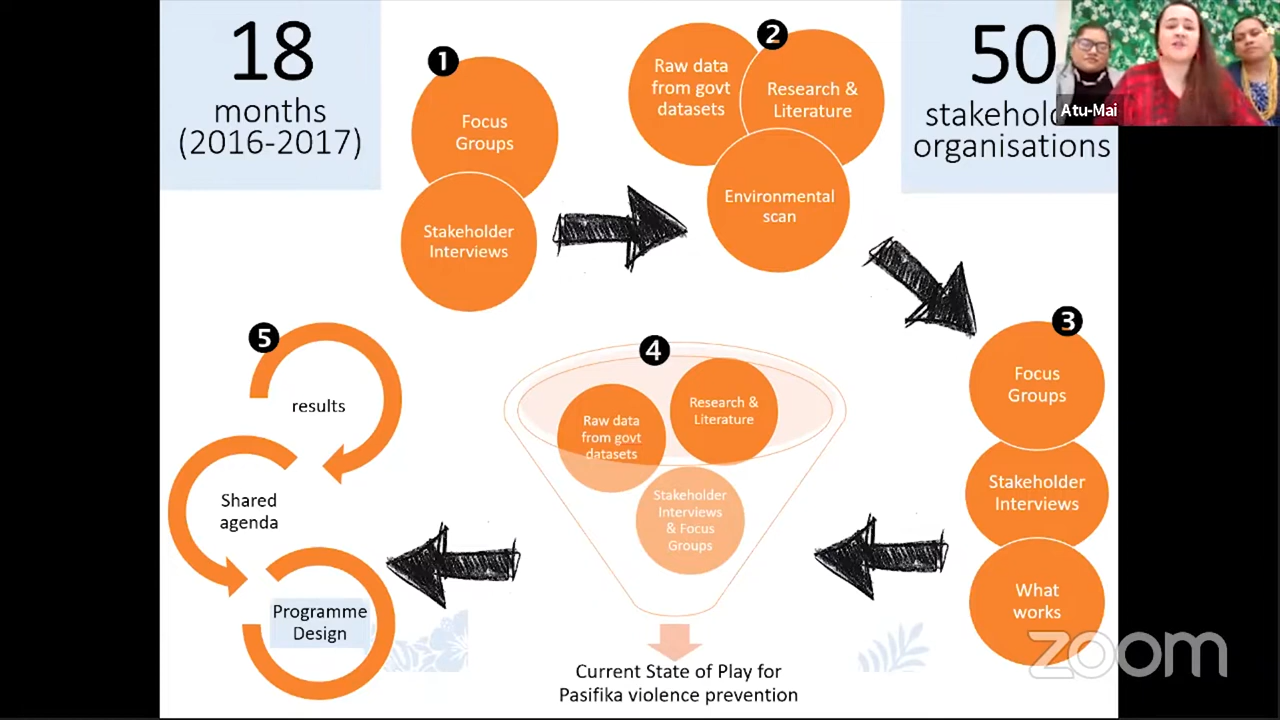 18
months
(2016-2017)
1
Focus
Groups
Stakeholder
Interviews
2
Raw data
from govt
datasets
Research &
Literature
Environmental
scan
50
organisations
Atu-Mai
3
Focus
Groups
Stakeholder
Interviews
What
works
4
Raw data
from govt
datasets
Research &
Literature
Stakeholder
Interviews
& Focus
Groups
Current State of Play for
Pasifika violence prevention
5
results
Shared
agenda
Programme
Design
zoom